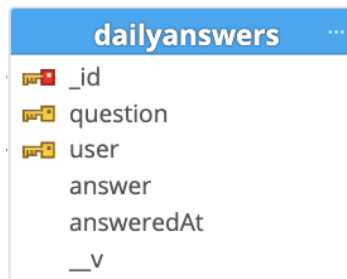 dailyanswers
_id
question
user
answer
answeredAt
__v